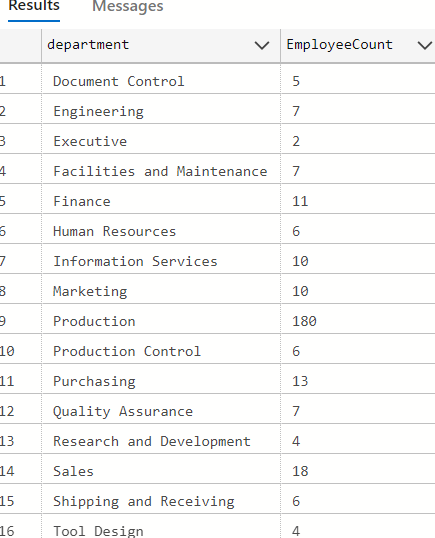 Results Messages
department EmployeeCount
1 Document Control 5
2 Engineering 7
3 Executive 2
4 Facilities and Maintenance 7
5 Finance 11
6 Human Resources 6
7 Information Services 10
8 Marketing 10
9 Production 180
10 Production Control 6
11 Purchasing 13
12 Quality Assurance 7
13 Research and Development 4
14 Sales 18
15 Shipping and Receiving 6
16 Tool Design 4